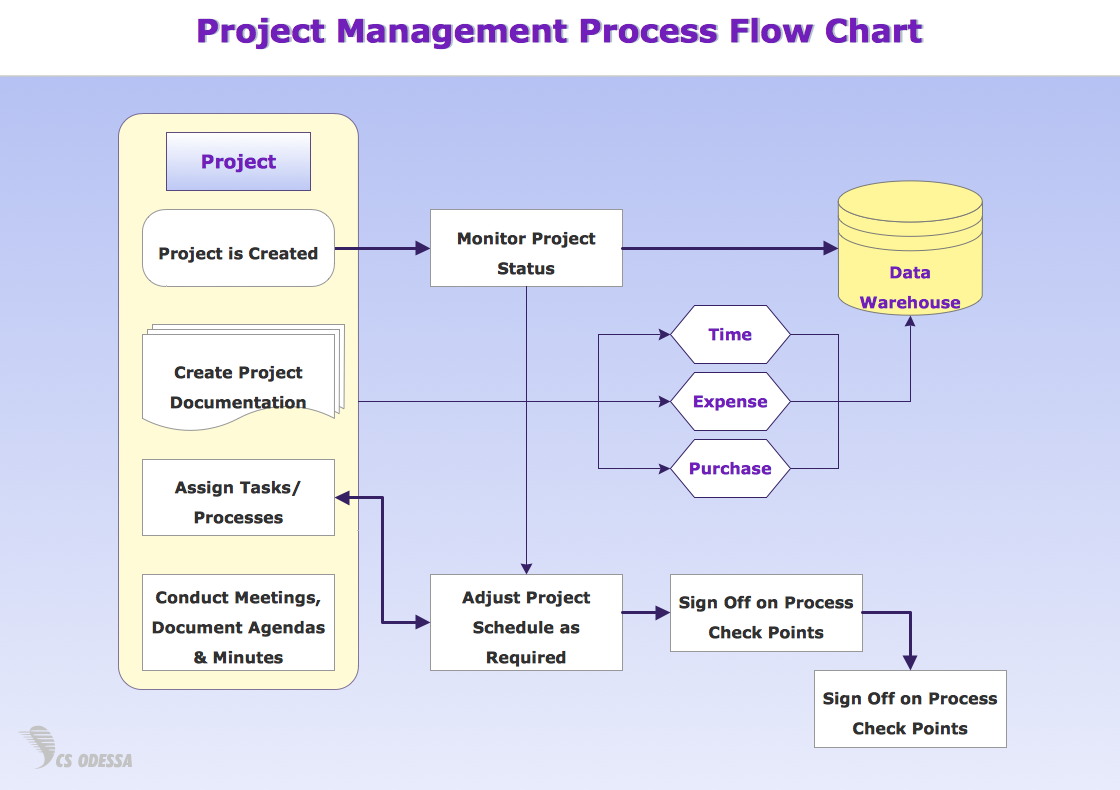 Project Management Process Flow Chart
Project
Project is Created
Monitor Project
Status
Data
Warehouse
Time
Create Project
Documentation
Expense
Purchase
Assign Tasks/
Processes
Conduct Meetings,
Document Agendas
& Minutes
Adjust Project
Schedule as
Required
Sign Off on Process
Check Points
Sign Off on Process
Check Points
CS ODESSA